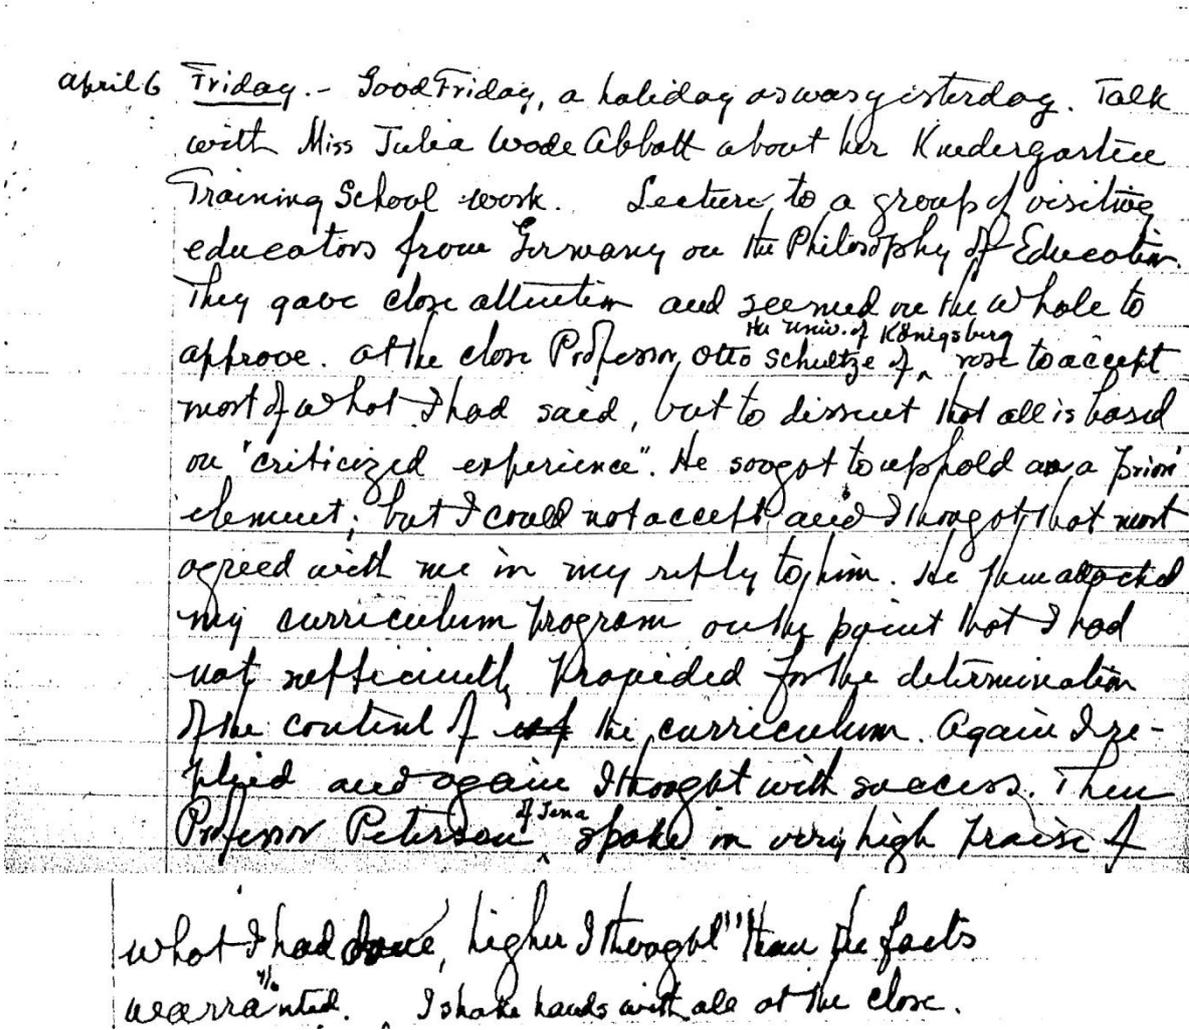 April 6 Friday. - Good Friday, a holiday as was yesterday. Talk
with Miss Julia Wade Abbott about her Kindergarten
Training School work. Lecture to a group of visiting
educators from Germany on the Philosophy of Education.
They gave close attention and seemed on the whole to
the Univ. of Königsberg
approve. At the close Professor Otto Schultze of ^ rose to accept
most of what I had said, but to dissent that all is based
on "criticized experience". He sought to uphold an a priori
element; but I could not accept and I thought that most
agreed with me in my reply to him. He then attacked
my curriculum program on the point that I had
not sufficiently provided for the determination
of the content of the curriculum. Again I re-
plied and again I thought with success. Then
of Jena
Professor Petersen ^ spoke in very high praise of
what I had done, higher I thought than the facts
warranted. I shake hands with all at the close.